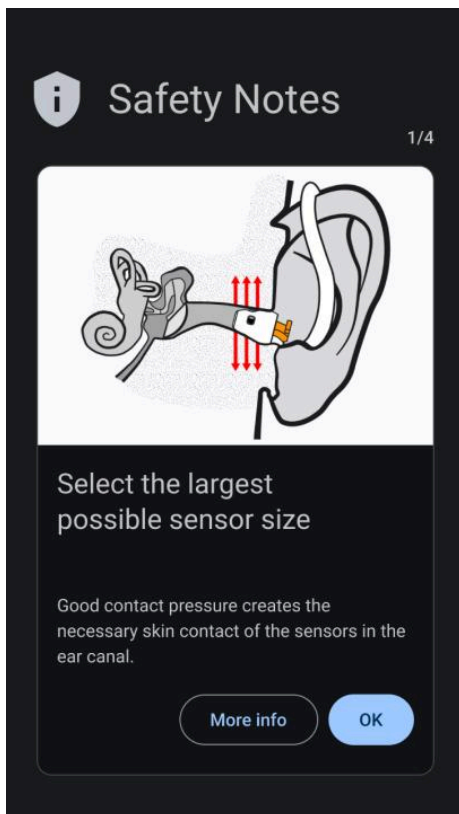 Safety Notes
1/4
Select the largest
possible sensor size
Good contact pressure creates the
necessary skin contact of the sensors in the
ear canal.
More info
OK